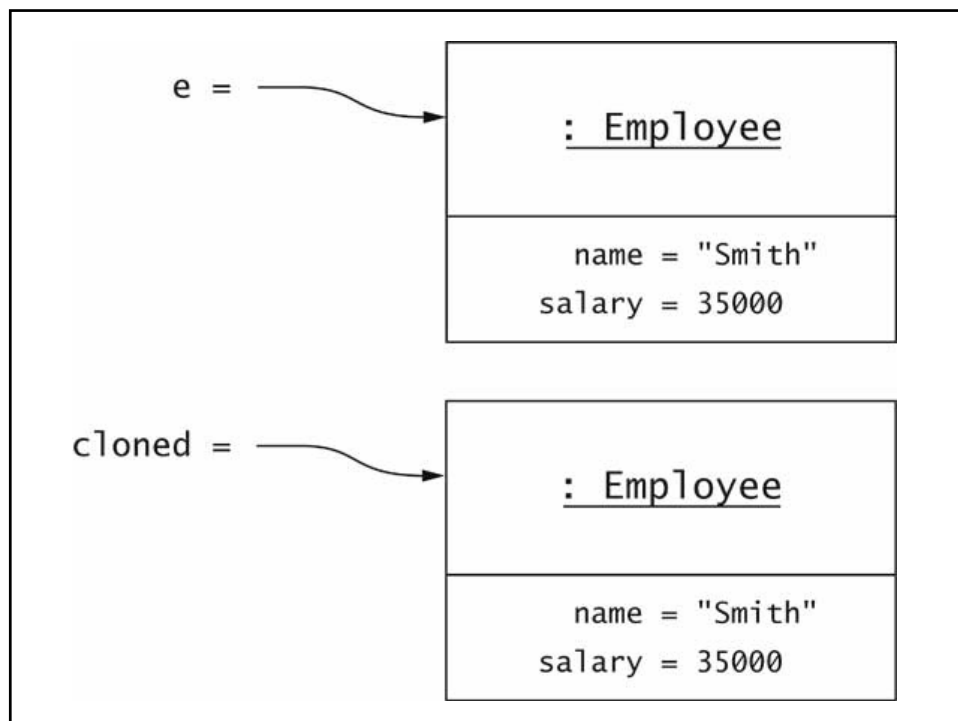 e =
: Employee
name = "Smith"
salary = 35000
cloned =
: Employee
name = "Smith"
salary = 35000